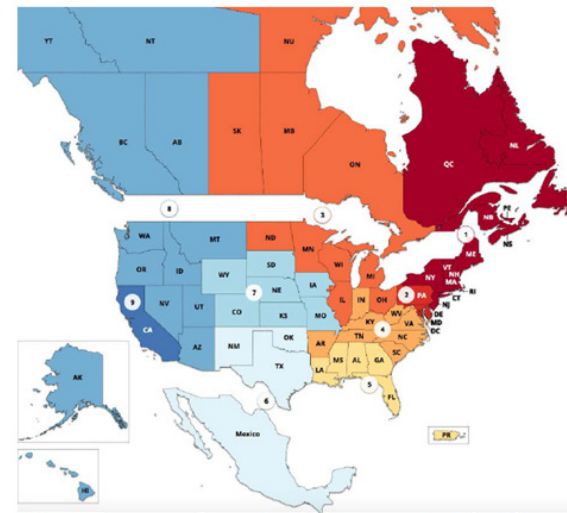 YT
NT
NU
BC
AB
SK
MB
ON
QC
NL
PE
NB
NS
8
3
1
WA
MT
ND
MN
ME
VT
NH
MA
NY
RI
CT
NJ
OR
ID
WY
SD
WI
MI
2
PA
DE
MD
DC
9
CA
NV
UT
CO
7
NE
IA
IL
IN
OH
WV
VA
KS
MO
KY
4
TN
NC
SC
AZ
NM
OK
AR
TX
LA
MS
AL
GA
5
FL
6
AK
HI
Mexico
PR